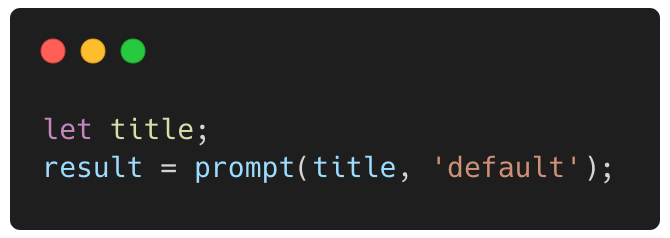 let title;
result = prompt(title, 'default');